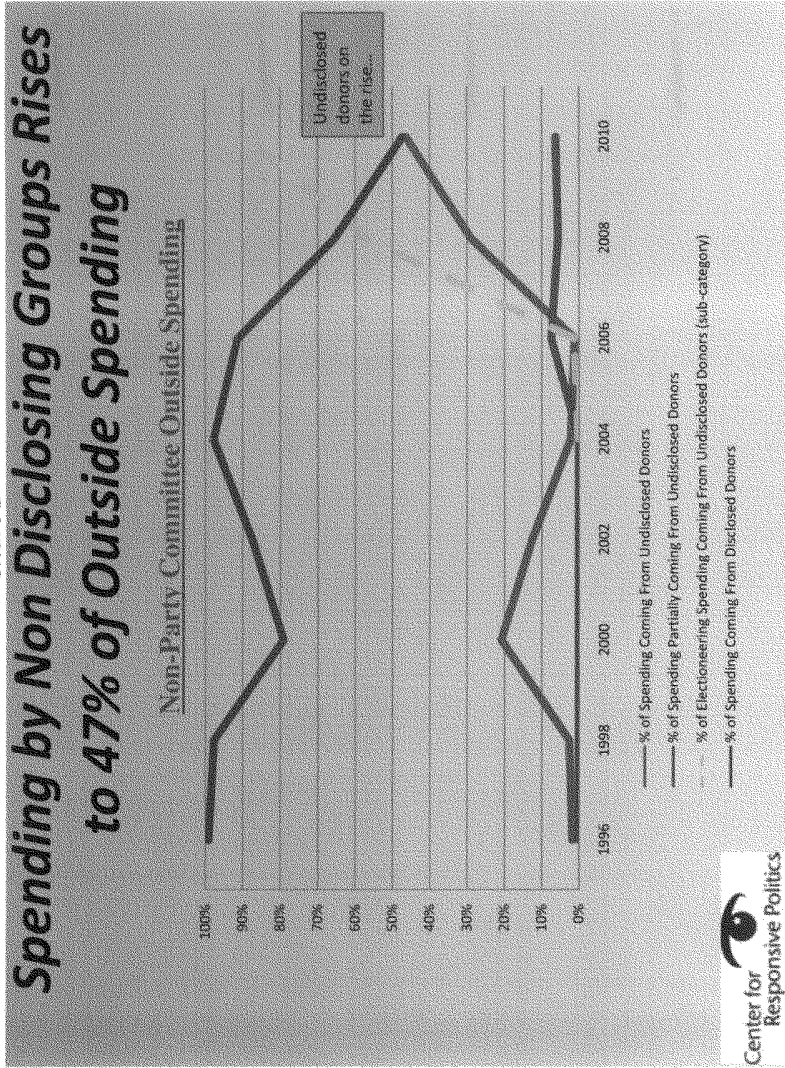 Spending by Non Disclosing Groups Rises
to 47% of Outside Spending
Non-Party Committee Outside Spending
Undisclosed
donors on
the rise...
100%
90%
80%
70%
60%
50%
40%
30%
20%
10%
0%
1996
1998
2000
2002
2004
2006
2008
2010
% of Spending Coming From Undisclosed Donors
% of Spending Partially Coming From Undisclosed Donors
% of Electioneering Spending Coming From Undisclosed Donors (sub-category)
% of Spending Coming From Disclosed Donors
Center for
Responsive Politics